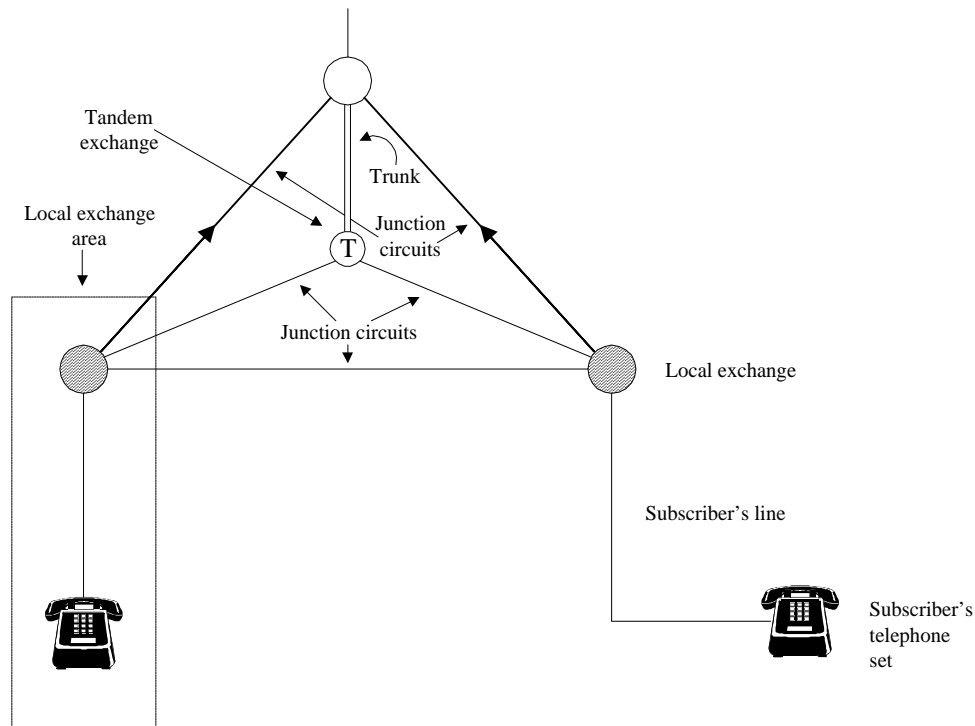 Tandem
exchange
Trunk
Local exchange
area
Junction
circuits
T
Junction circuits
Local exchange
Subscriber’s line
Subscriber’s
telephone
set